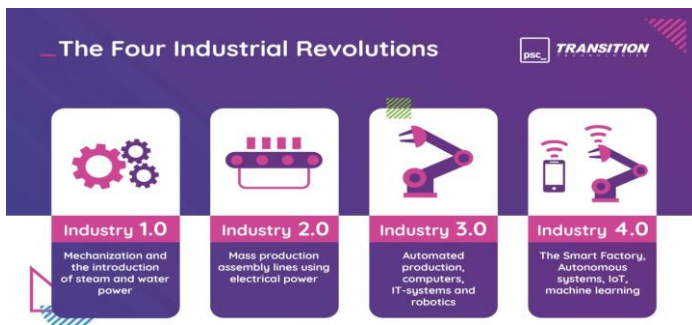 _The Four Industrial Revolutions
psc_ TRANSITION
TECHNOLOGIES
Industry 1.0
Mechanization and
the introduction
of steam and water
power
Industry 2.0
Mass production
assembly lines using
electrical power
Industry 3.0
Automated
production,
computers,
IT-systems and
robotics
Industry 4.0
The Smart Factory,
Autonomous
systems, IoT,
machine learning